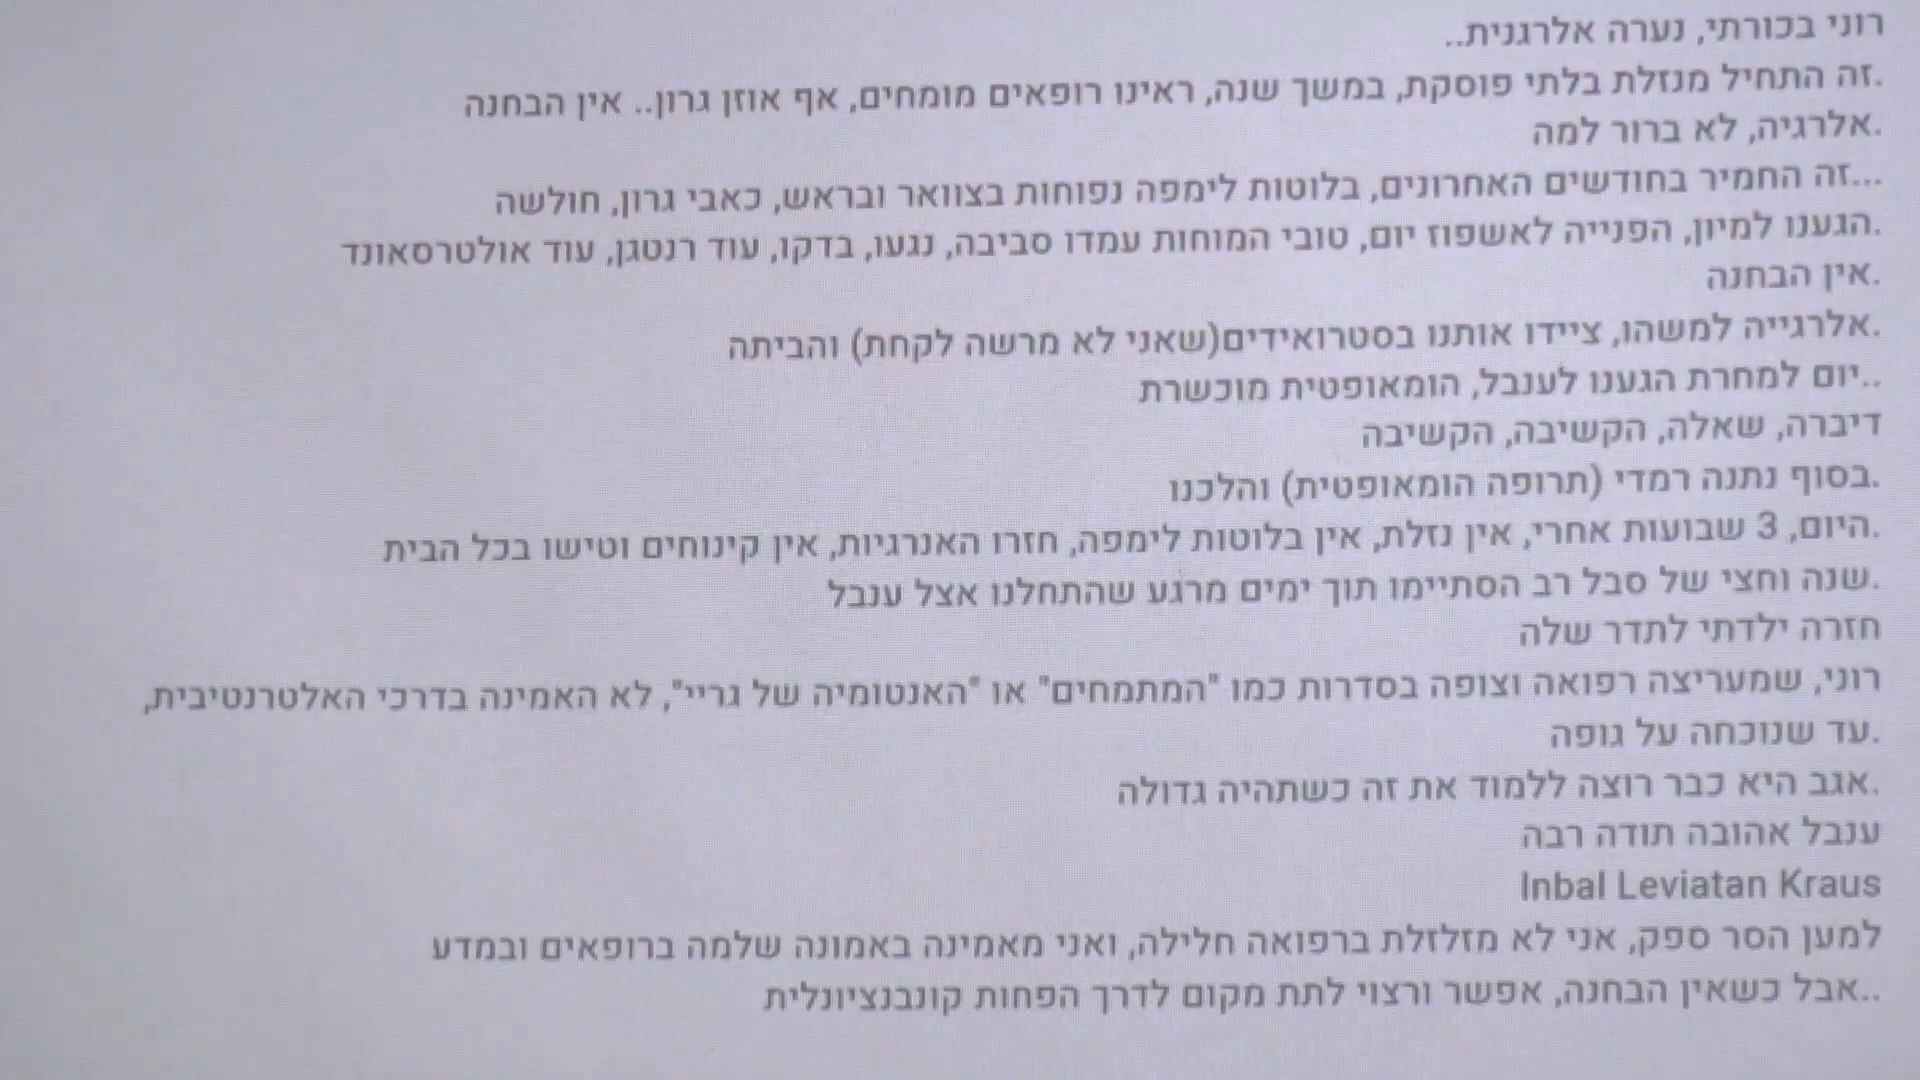 רוני בכורתי, נערה אלרגנית..
.זה התחיל מנזלת בלתי פוסקת, במשך שנה, ראינו רופאים מומחים, אף אוזן גרון.. אין הבחנה
.אלרגיה, לא ברור למה
...זה החמיר בחודשים האחרונים, בלוטות לימפה נפוחות בצוואר ובראש, כאבי גרון, חולשה
.הגענו למיון, הפנייה לאשפוז יום, טובי המוחות עמדו סביבה, נגעו, בדקו, עוד רנטגן, עוד אולטרסאונד
.אין הבחנה
.אלרגייה למשהו, ציידו אותנו בסטרואידים(שאני לא מרשה לקחת) והביתה
..יום למחרת הגענו לענבל, הומאופטית מוכשרת
דיברה, שאלה, הקשיבה, הקשיבה
.בסוף נתנה רמדי (תרופה הומאופטית) והלכנו
.היום, 3 שבועות אחרי, אין נזלת, אין בלוטות לימפה, חזרו האנרגיות, אין קינוחים וטישו בכל הבית
.שנה וחצי של סבל רב הסתיימו תוך ימים מרגע שהתחלנו אצל ענבל
חזרה ילדתי לתדר שלה
רוני, שמעריצה רפואה וצופה בסדרות כמו "המתמחים" או "האנטומיה של גריי", לא האמינה בדרכי האלטרנטיבית,
.עד שנוכחה על גופה
.אגב היא כבר רוצה ללמוד את זה כשתהיה גדולה
ענבל אהובה תודה רבה
Inbal Leviatan Kraus
למען הסר ספק, אני לא מזלזלת ברפואה חלילה, ואני מאמינה באמונה שלמה ברופאים ובמדע
..אבל כשאין הבחנה, אפשר ורצוי לתת מקום לדרך הפחות קונבנציונלית